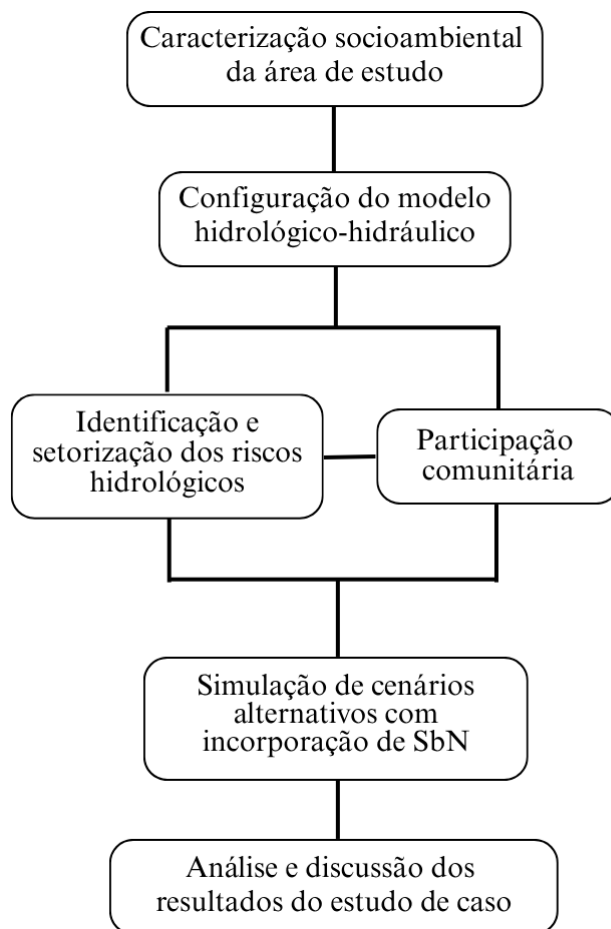 Caracterização socioambiental
da área de estudo
Configuração do modelo
hidrológico-hidráulico
Identificação e
setorização dos riscos
hidrológicos
Participação
comunitária
Simulação de cenários
alternativos com
incorporação de SbN
Análise e discussão dos
resultados do estudo de caso